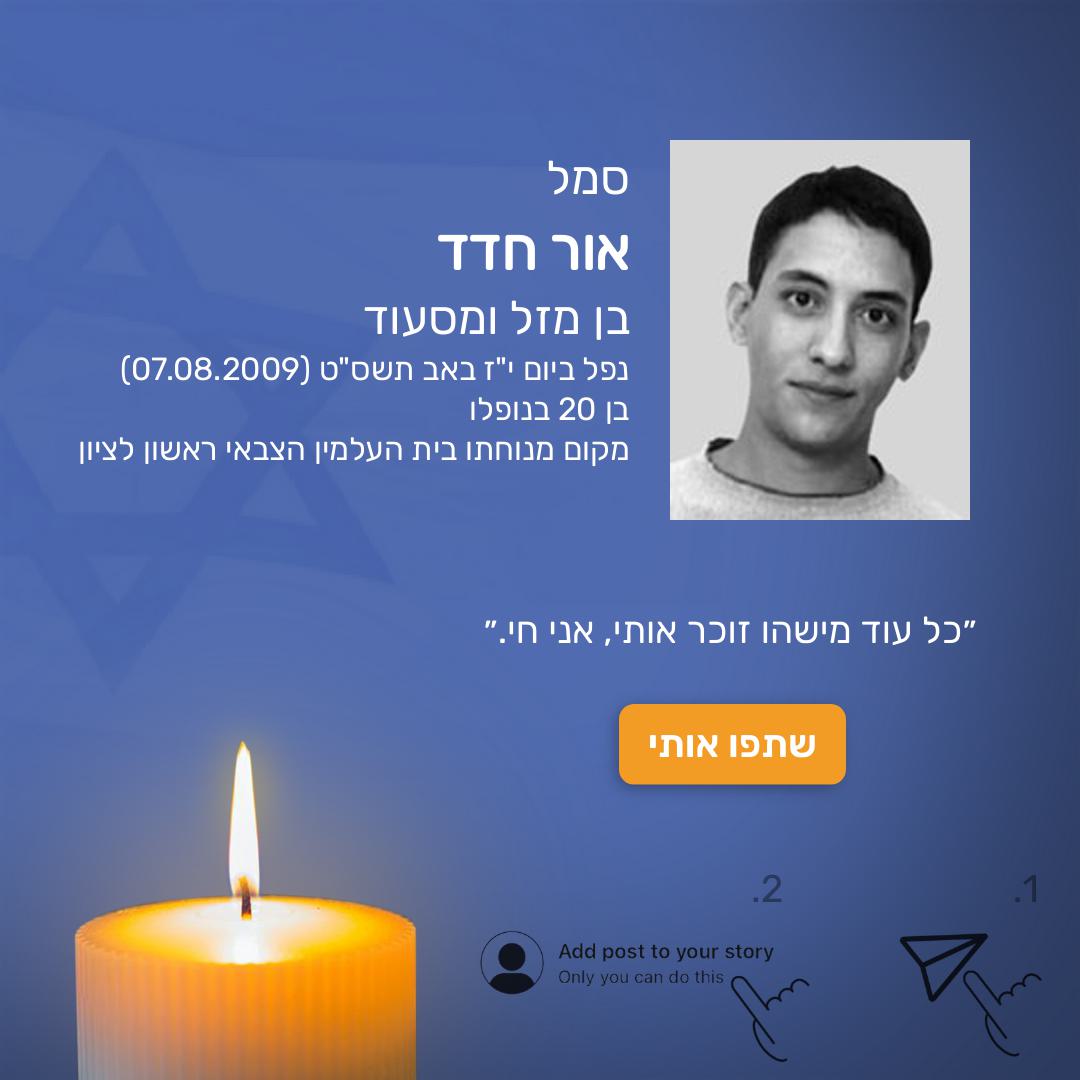 סמל
אור חדד
בן מזל ומסעוד
נפל ביום י"ז באב תשס"ט (07.08.2009)
בן 20 בנופלו
מקום מנוחתו בית העלמין הצבאי ראשון לציון
״כל עוד מישהו זוכר אותי, אני חי.״
שתפו אותי
1.
2.
Add post to your story
Only you can do this